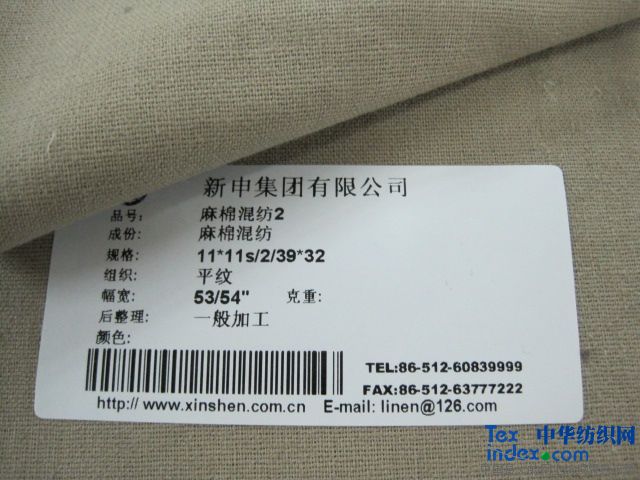 新申集团有限公司
品号: 麻棉混纺2
成份: 麻棉混纺
规格: 11*11s/2/39*32
组织: 平纹
幅宽: 53/54" 克重:
后整理: 一般加工
颜色:
TEL:86-512-60839999
FAX:86-512-63777222
http:// www.xinshen.com.cn E-mail: linen@126.com
Tex 中华纺织网
index.com